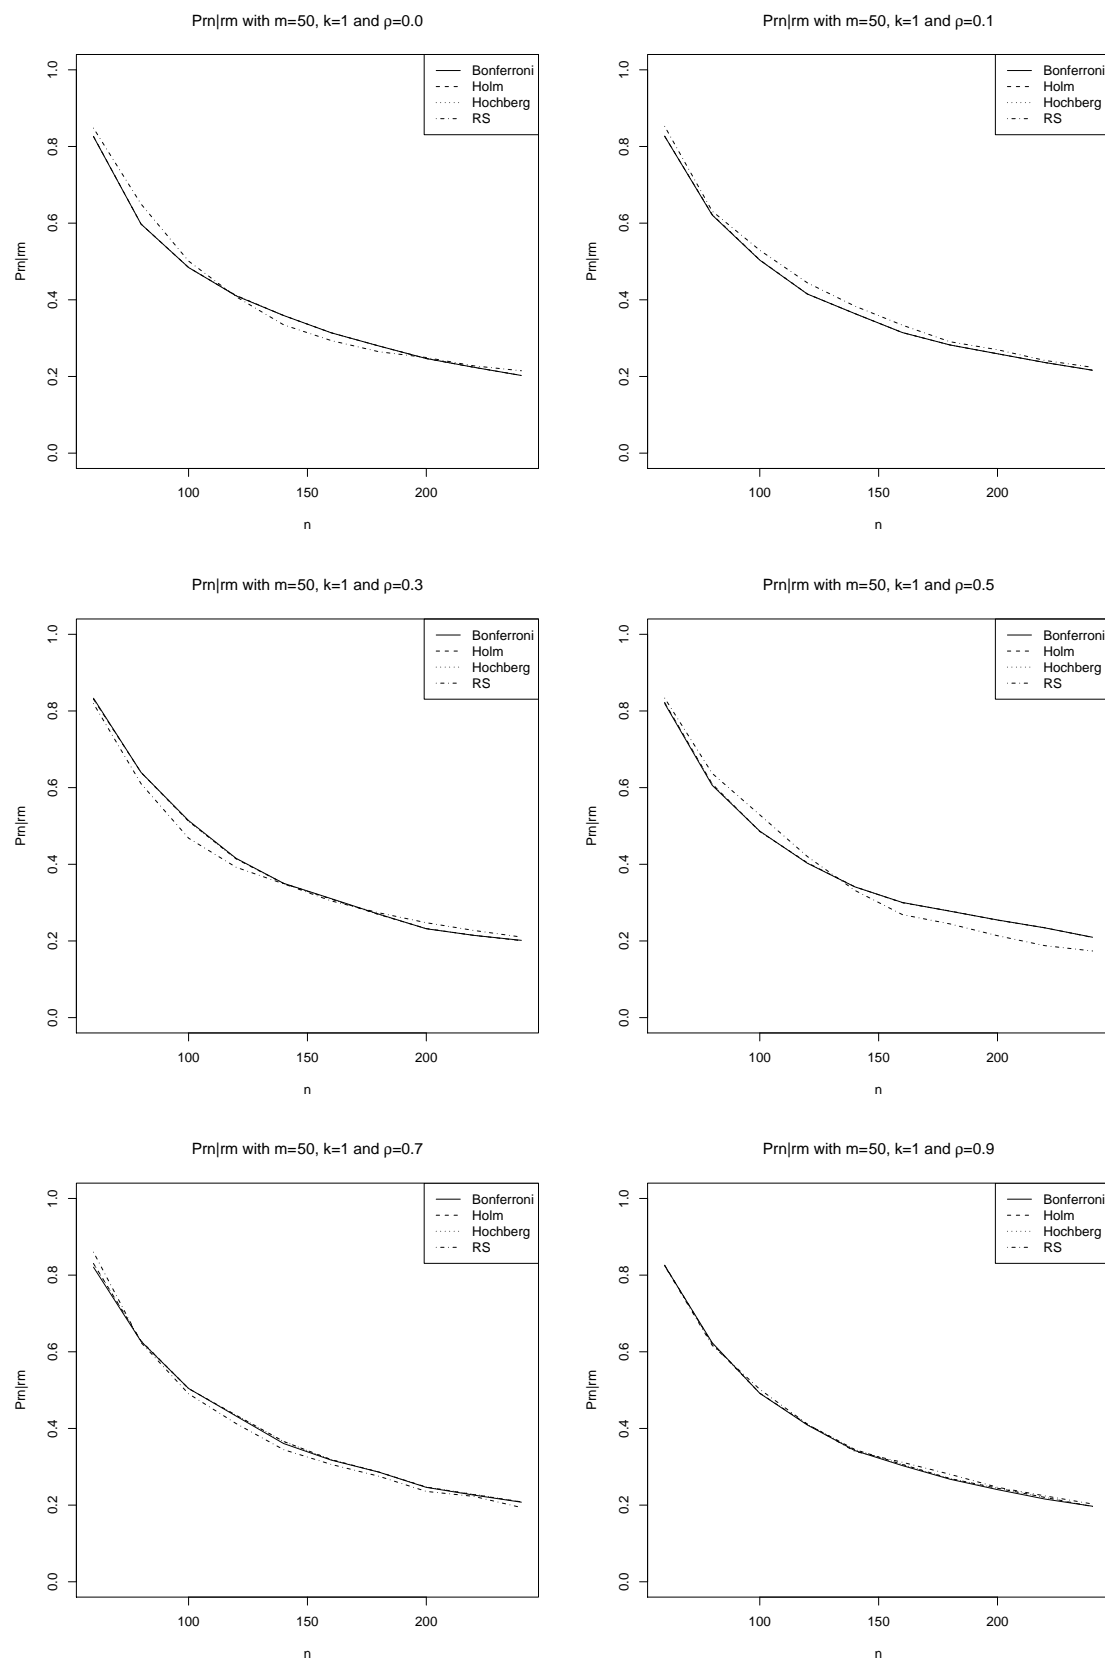 Prn|rm with m=50, k=1 and ρ=0.0
Bonferroni
Holm
Hochberg
RS
1.0
0.8
0.6
0.4
0.2
0.0
Prn|rm
100 150 200
n
Prn|rm with m=50, k=1 and ρ=0.1
Bonferroni
Holm
Hochberg
RS
1.0
0.8
0.6
0.4
0.2
0.0
Prn|rm
100 150 200
n
Prn|rm with m=50, k=1 and ρ=0.3
Bonferroni
Holm
Hochberg
RS
1.0
0.8
0.6
0.4
0.2
0.0
Prn|rm
100 150 200
n
Prn|rm with m=50, k=1 and ρ=0.5
Bonferroni
Holm
Hochberg
RS
1.0
0.8
0.6
0.4
0.2
0.0
Prn|rm
100 150 200
n
Prn|rm with m=50, k=1 and ρ=0.7
Bonferroni
Holm
Hochberg
RS
1.0
0.8
0.6
0.4
0.2
0.0
Prn|rm
100 150 200
n
Prn|rm with m=50, k=1 and ρ=0.9
Bonferroni
Holm
Hochberg
RS
1.0
0.8
0.6
0.4
0.2
0.0
Prn|rm
100 150 200
n